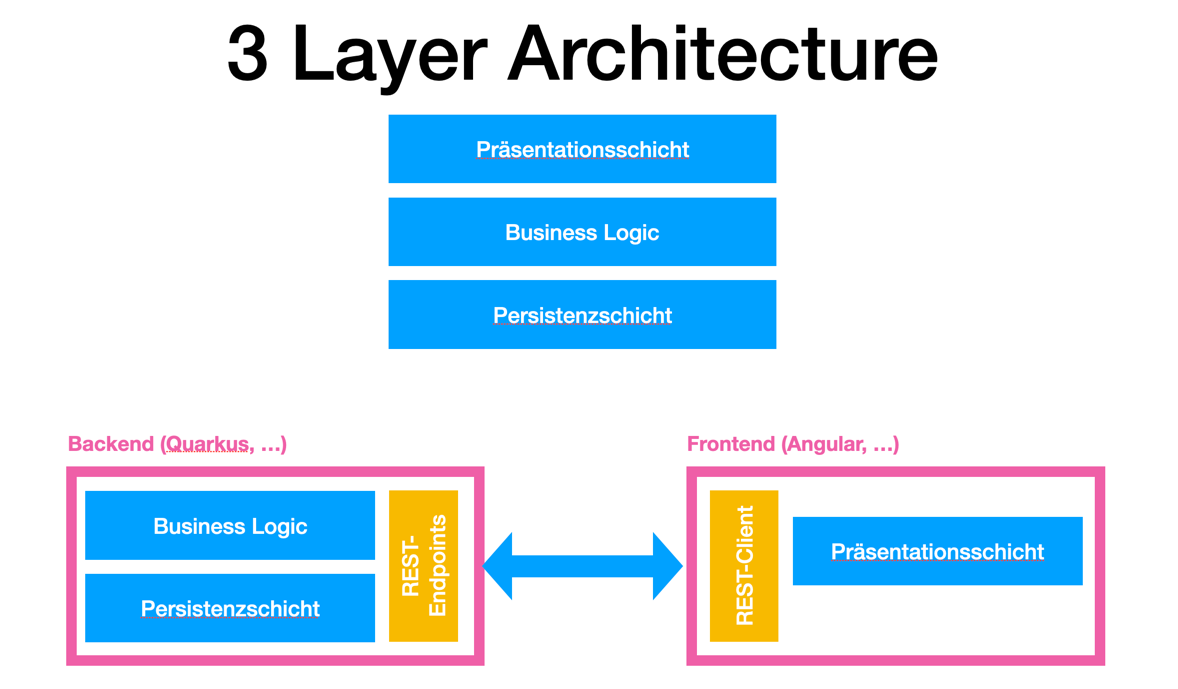 3 Layer Architecture
Präsentationsschicht
Business Logic
Persistenzschicht
Backend (Quarkus, …)
Business Logic
Persistenzschicht
REST-
Endpoints
Frontend (Angular, …)
REST-Client
Präsentationsschicht